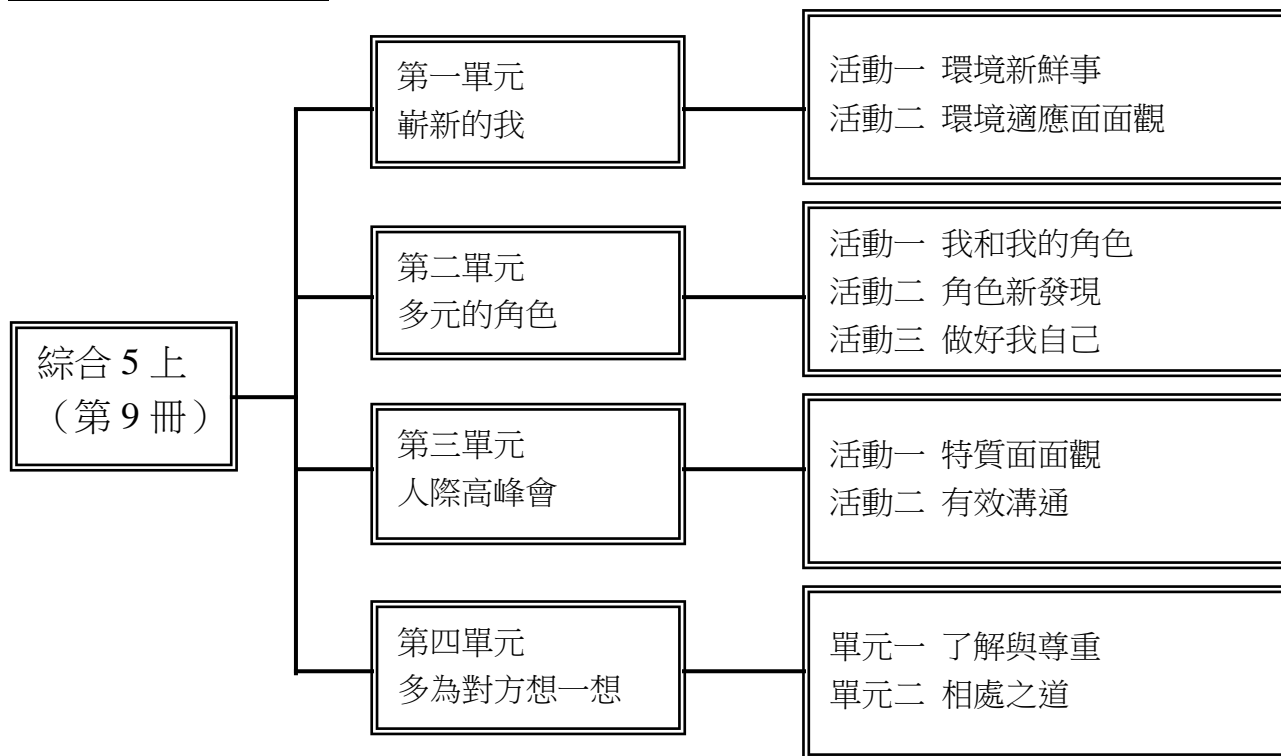 綜合 5 上
（第 9 冊）
第一單元
嶄新的我
活動一 環境新鮮事
活動二 環境適應面面觀
第二單元
多元的角色
活動一 我和我的角色
活動二 角色新發現
活動三 做好我自己
第三單元
人際高峰會
活動一 特質面面觀
活動二 有效溝通
第四單元
多為對方想一想
單元一 了解與尊重
單元二 相處之道